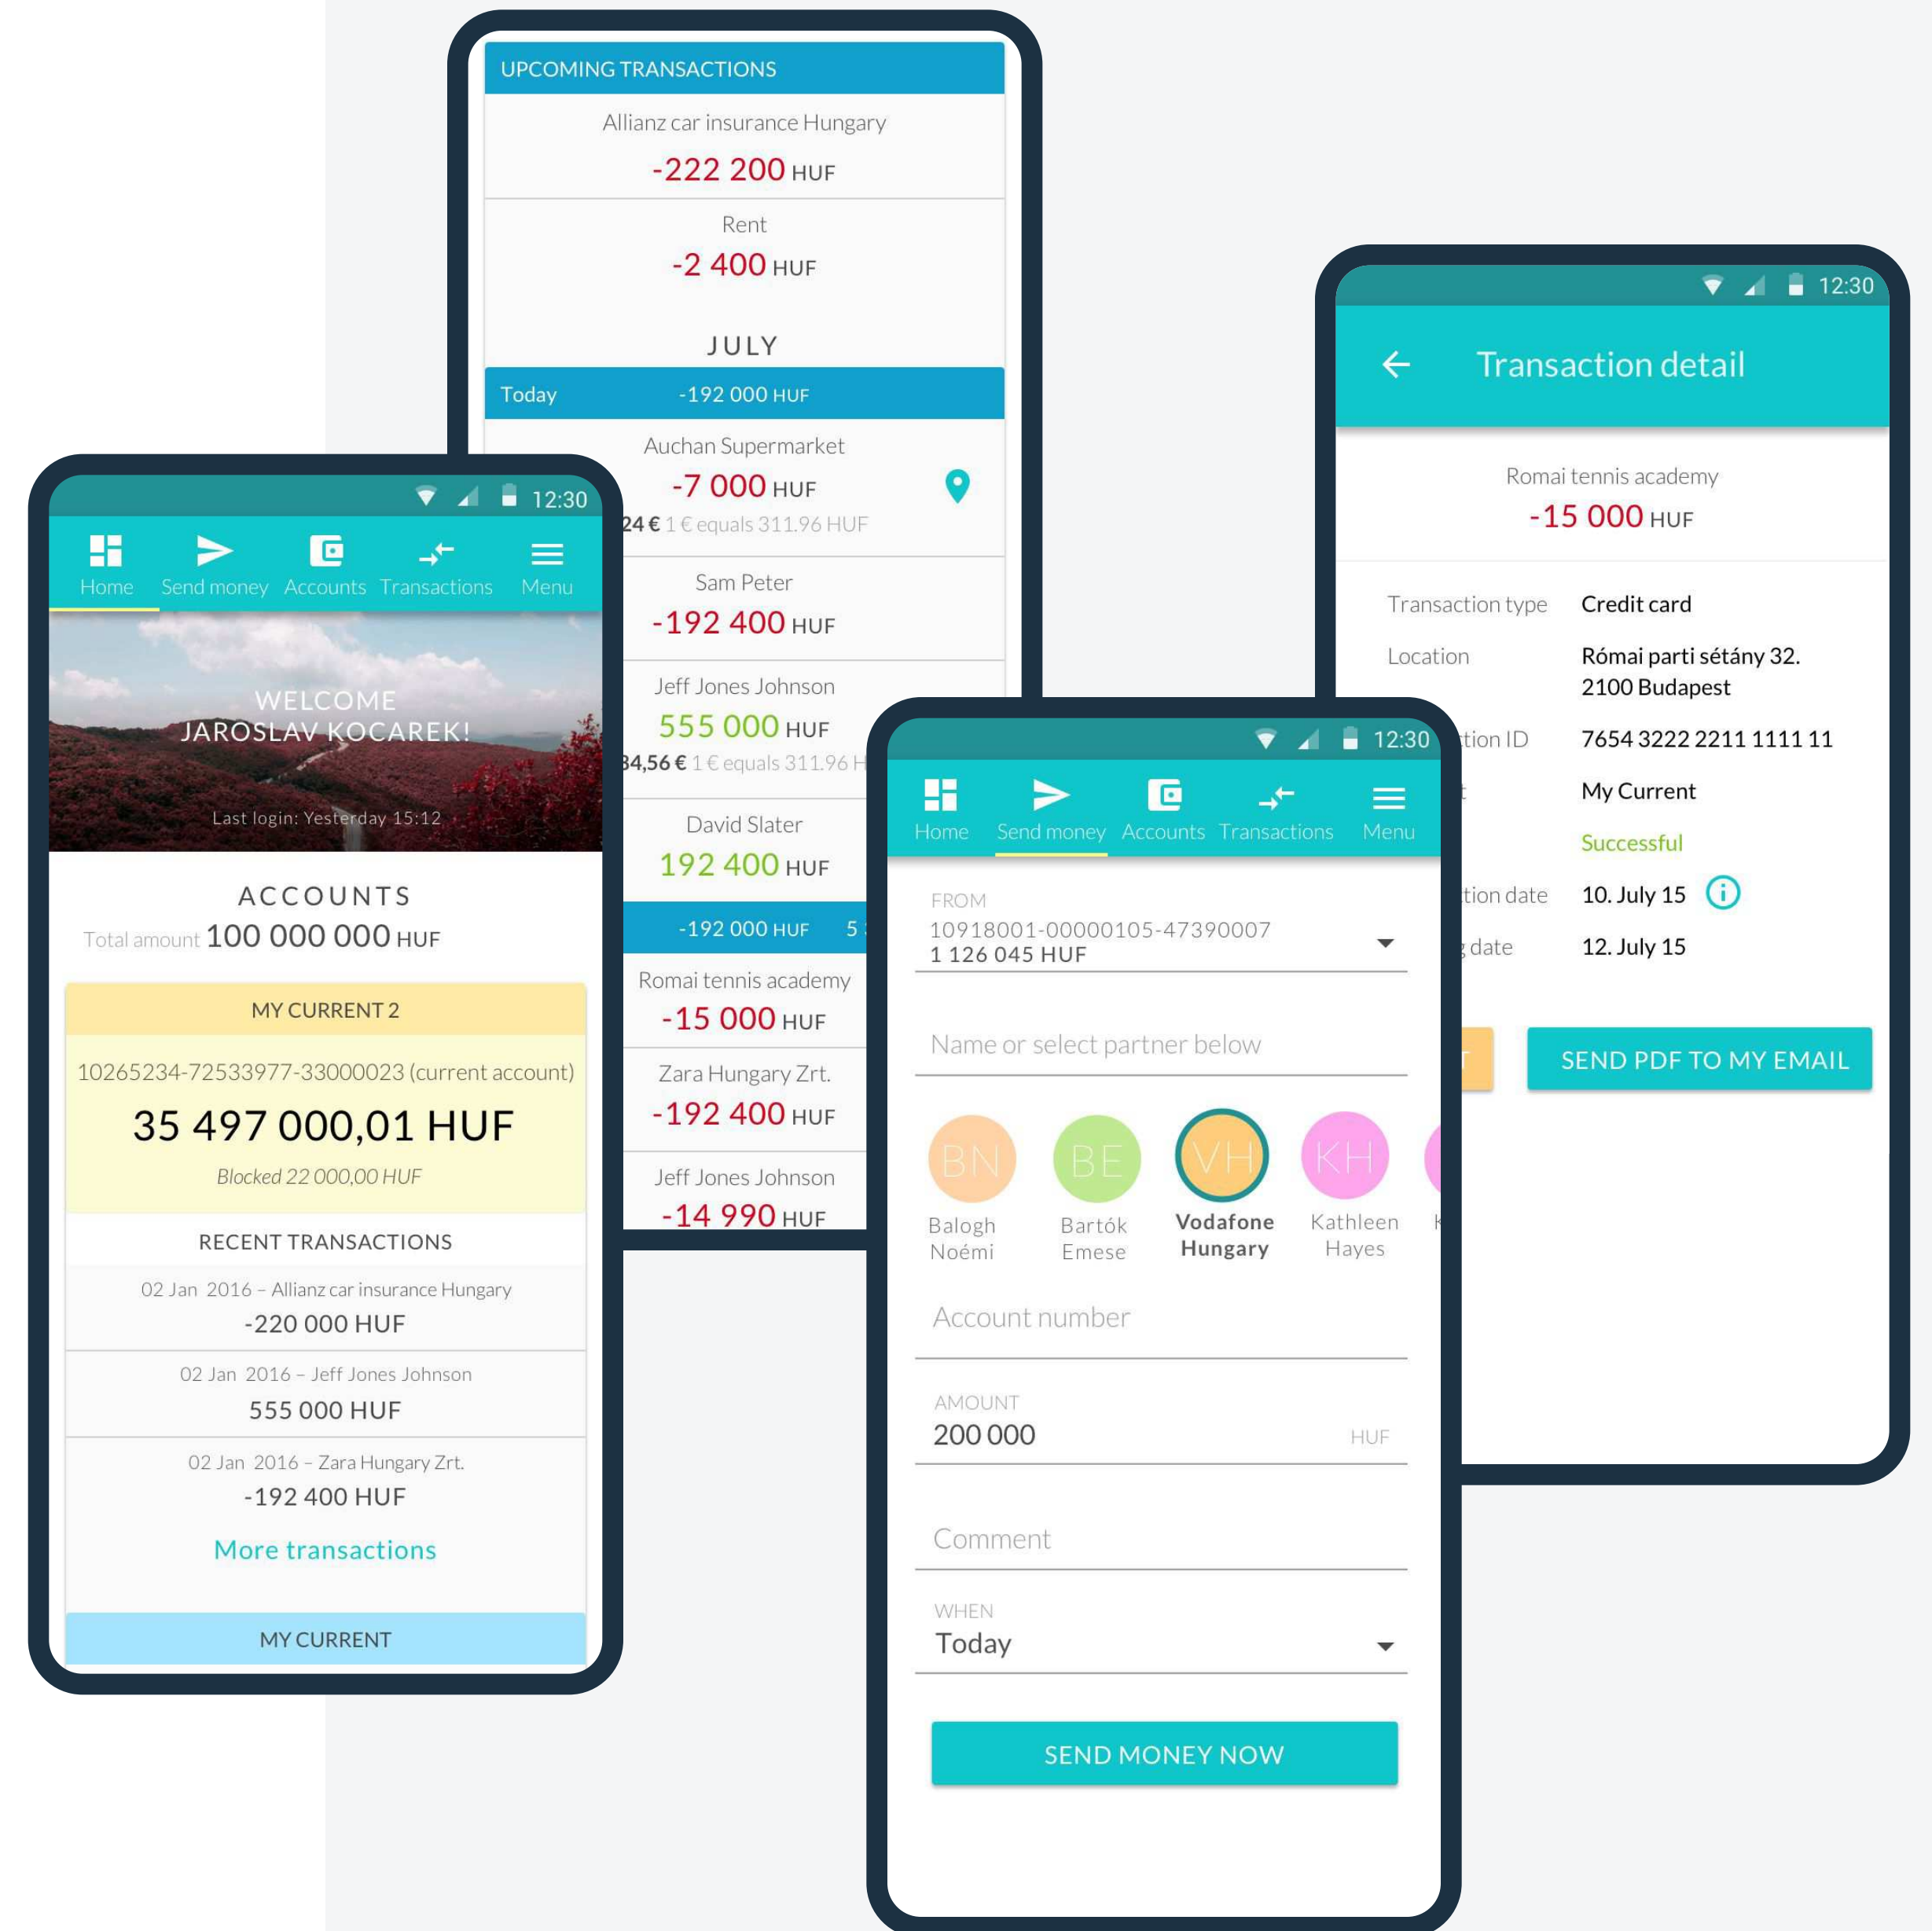 UPCOMING TRANSACTIONS
Allianz car insurance Hungary
-222 200 HUF
Rent
-2 400 HUF
JULY
Today -192 000 HUF
Auchan Supermarket
-7 000 HUF
24 € 1 € equals 311.96 HUF
Sam Peter
-192 400 HUF
Jeff Jones Johnson
555 000 HUF
34,56 € 1 € equals 311.96 H
David Slater
192 400 HUF
-192 000 HUF 5
Romai tennis academy
-15 000 HUF
Zara Hungary Zrt.
-192 400 HUF
Jeff Jones Johnson
-14 990 HUF
12:30
Home Send money Accounts Transactions Menu
WELCOME
JAROSLAV KOCAREK!
Last login: Yesterday 15:12
ACCOUNTS
Total amount 100 000 000 HUF
MY CURRENT 2
10265234-72533977-33000023 (current account)
35 497 000,01 HUF
Blocked 22 000,00 HUF
RECENT TRANSACTIONS
02 Jan 2016 – Allianz car insurance Hungary
-220 000 HUF
02 Jan 2016 – Jeff Jones Johnson
555 000 HUF
02 Jan 2016 – Zara Hungary Zrt.
-192 400 HUF
More transactions
MY CURRENT
12:30
Home Send money Accounts Transactions Menu
FROM
10918001-00000105-47390007
1 126 045 HUF
Name or select partner below
BN BE VH KH
Balogh Bartók Vodafone Kathleen K
Noémi Emese Hungary Hayes
Account number
AMOUNT
200 000 HUF
Comment
WHEN
Today
SEND MONEY NOW
12:30
Transaction detail
Romai tennis academy
-15 000 HUF
Transaction type Credit card
Location Római parti sétány 32.
2100 Budapest
tion ID 7654 3222 2211 1111 11
My Current
Successful
tion date 10. July 15
date 12. July 15
SEND PDF TO MY EMAIL